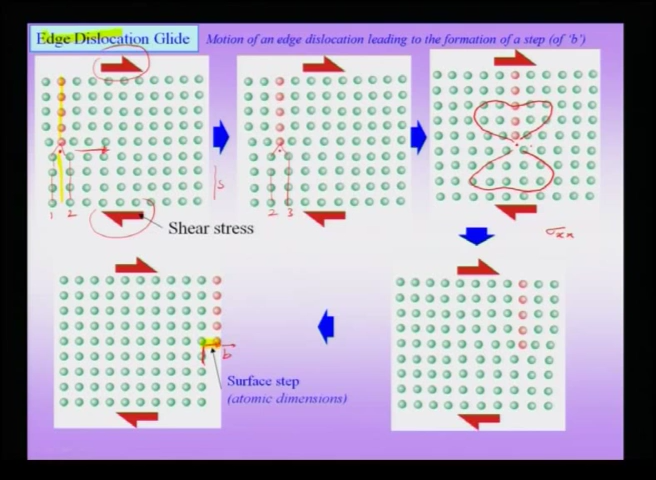 Edge Dislocation Glide
Motion of an edge dislocation leading to the formation of a step (of ‘b’)
1 2
Shear stress
2 3
σxx
b
Surface step
(atomic dimensions)